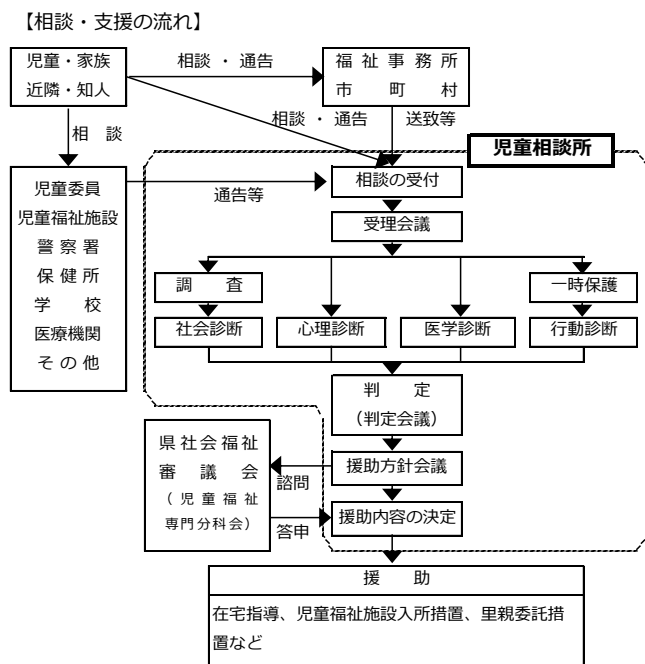 【相談・支援の流れ】
児童・家族
近隣・知人
相談 ・ 通告
福 祉 事 務 所
市 町 村
相 談
相談 ・ 通告
送致等
児童相談所
児童委員
児童福祉施設
警 察 署
保 健 所
学 校
医療機関
そ の 他
通告等
相談の受付
受理会議
調 査
一時保護
社会診断
心理診断
医学診断
行動診断
判 定
（判定会議）
県 社 会 福 祉
審 議 会
（ 児 童 福 祉
専門分科会）
諮問
答申
援助方針会議
援助内容の決定
援 助
在宅指導、児童福祉施設入所措置、里親委託措
置など